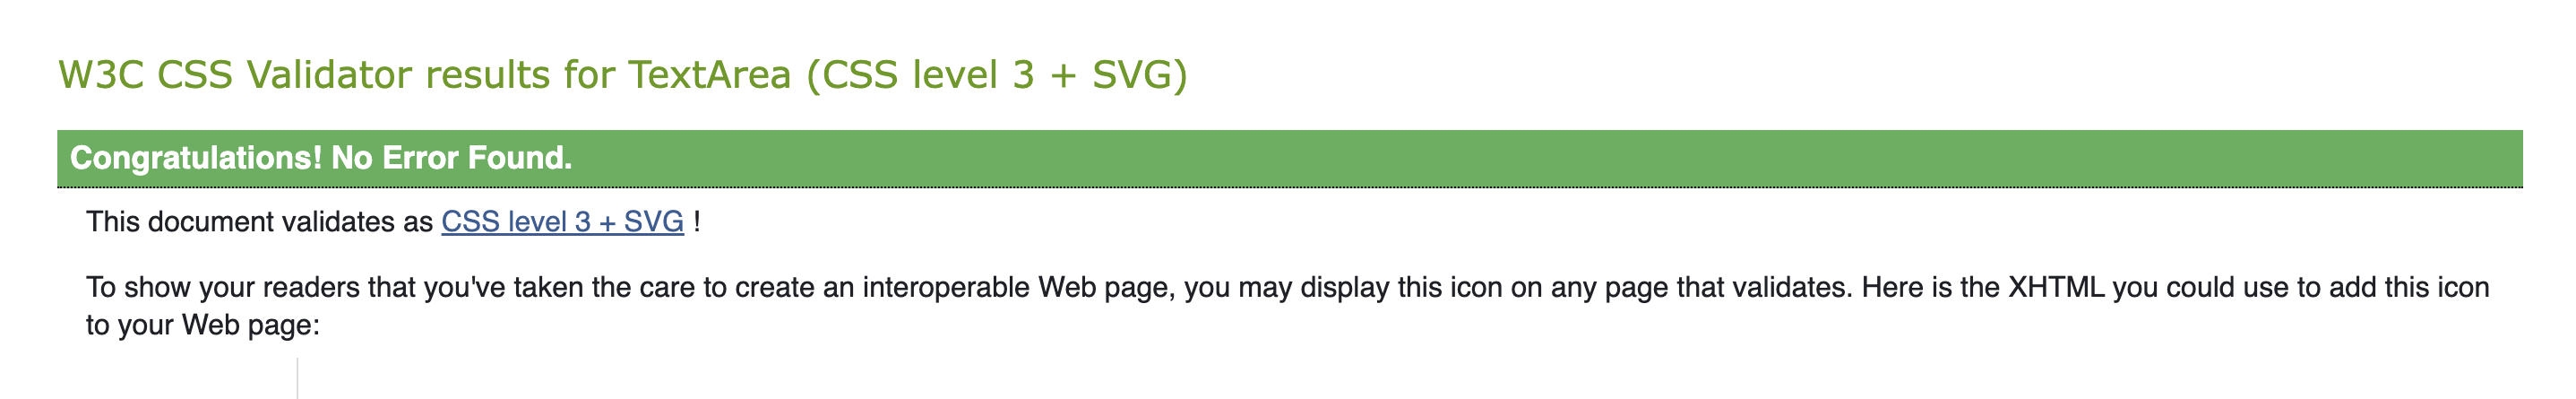 W3C CSS Validator results for TextArea (CSS level 3 + SVG)
Congratulations! No Error Found.
This document validates as CSS level 3 + SVG !
To show your readers that you've taken the care to create an interoperable Web page, you may display this icon on any page that validates. Here is the XHTML you could use to add this icon
to your Web page: